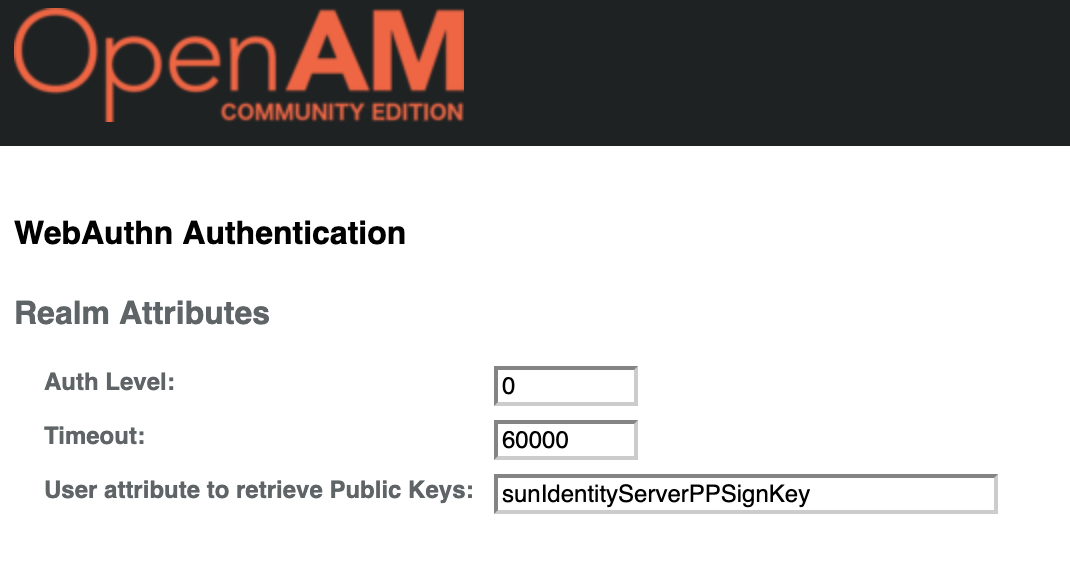 OpenAM
COMMUNITY EDITION
WebAuthn Authentication
Realm Attributes
Auth Level: 0
Timeout: 60000
User attribute to retrieve Public Keys: sunIdentityServerPPSignKey